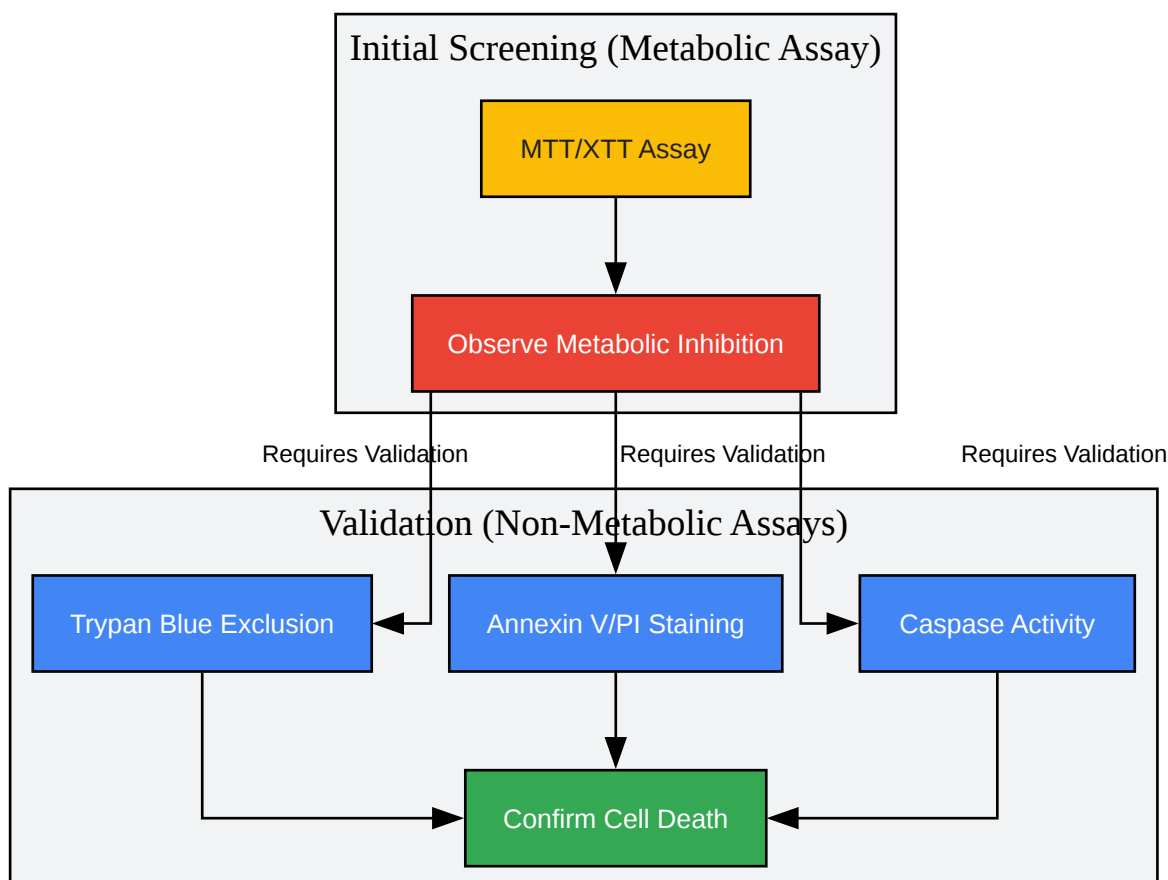 Initial Screening (Metabolic Assay)
MTT/XTT Assay
Observe Metabolic Inhibition
Requires Validation
Requires Validation
Requires Validation
Validation (Non-Metabolic Assays)
Trypan Blue Exclusion
Annexin V/PI Staining
Caspase Activity
Confirm Cell Death